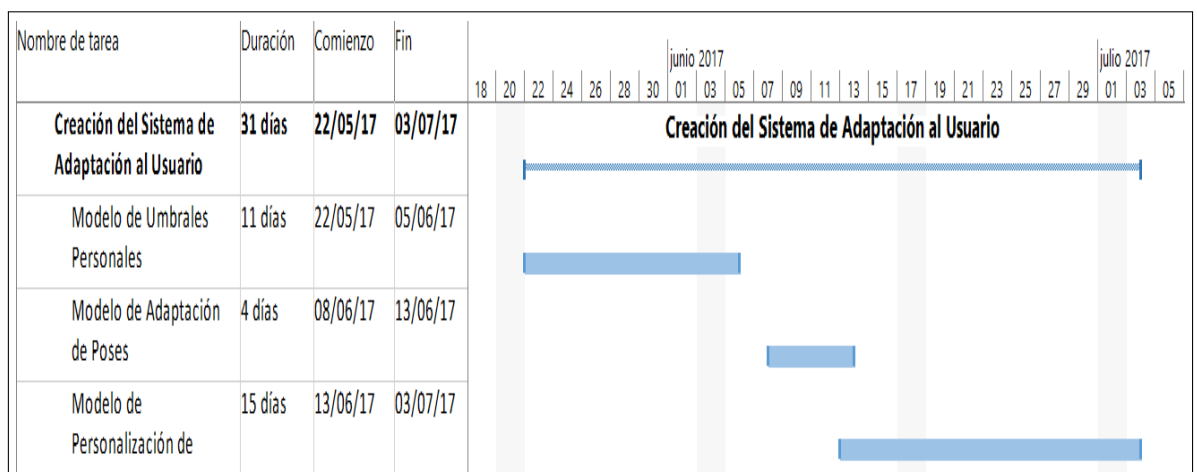 Nombre de tarea Duración Comienzo Fin
junio 2017 julio 2017
18 20 22 24 26 28 30 01 03 05 07 09 11 13 15 17 19 21 23 25 27 29 01 03 05
Creación del Sistema de 31 días 22/05/17 03/07/17 Creación del Sistema de Adaptación al Usuario
Adaptación al Usuario
Modelo de Umbrales 11 días 22/05/17 05/06/17
Personales
Modelo de Adaptación 4 días 08/06/17 13/06/17
de Poses
Modelo de 15 días 13/06/17 03/07/17
Personalización de